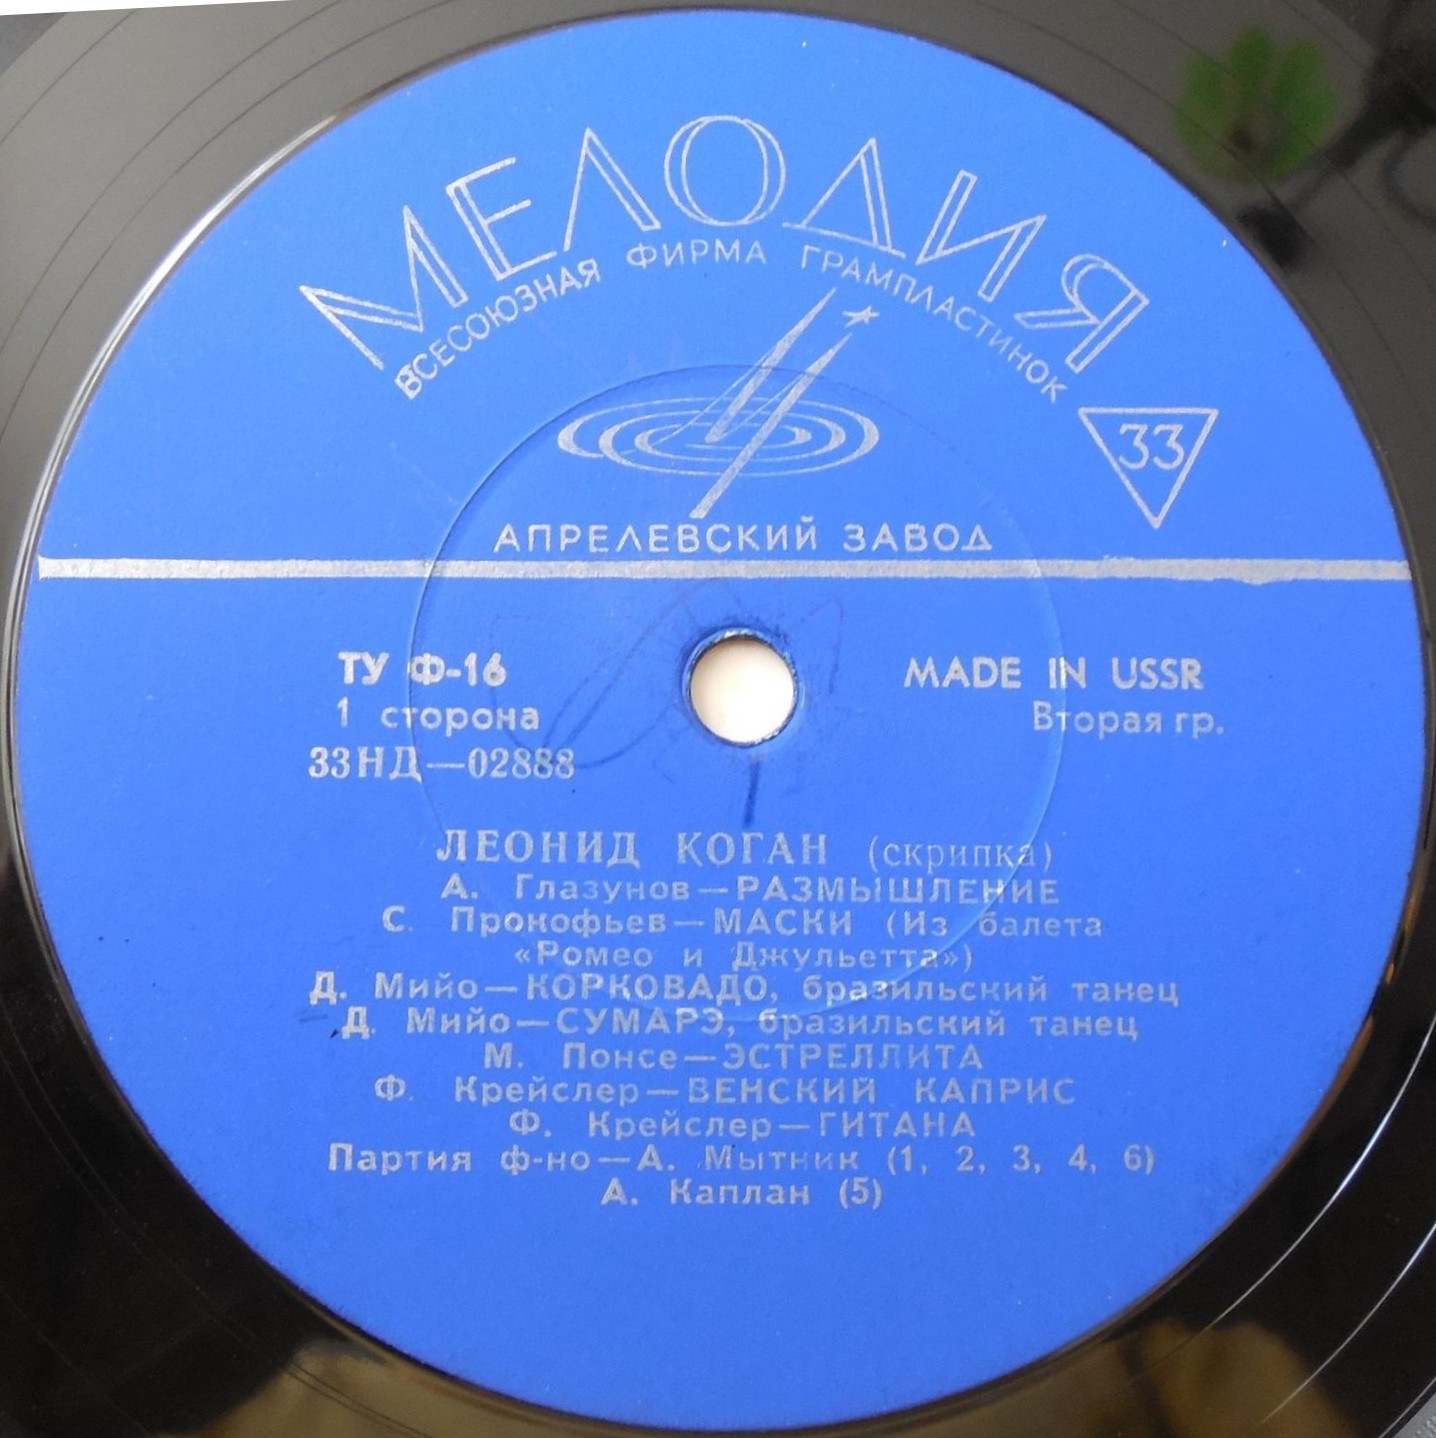 МЕЛОДИЯ
ВСЕСОЮЗНАЯ ФИРМА ГРАМПЛАСТИНОК
33
АПРЕЛЕВСКИЙ ЗАВОД
ТУ Ф-16
MADE IN USSR
1 сторона
Вторая гр.
33НД—02888
ЛЕОНИД КОГАН (скрипка)
А. Глазунов—РАЗМЫШЛЕНИЕ
С. Прокофьев—МАСКИ (Из балета
«Ромео и Джульетта»)
Д. Мийо—КОРКОВАДО, бразильский танец
Д. Мийо—СУМАРЭ, бразильский танец
М. Понсе—ЭСТРЕЛЛИТА
Ф. Крейслер—ВЕНСКИЙ КАПРИС
Ф. Крейслер—ГИТАНА
Партия ф-но—А. Мытник (1, 2, 3, 4, 6)
А. Каплан (5)